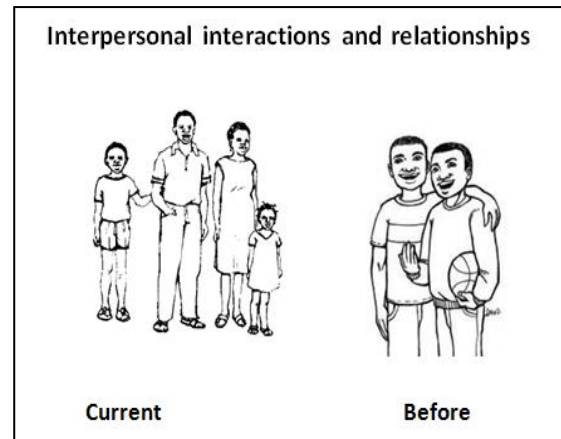 Interpersonal interactions and relationships
Current
Before